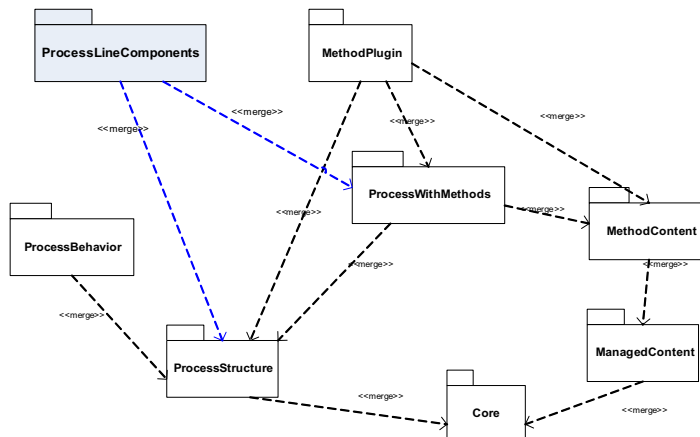 ProcessLineComponents
MethodPlugin
<<merge>>
<<merge>>
<<merge>>
<<merge>>
ProcessWithMethods
<<merge>>
<<merge>>
MethodContent
ProcessBehavior
<<merge>>
<<merge>>
<<merge>>
ManagedContent
ProcessStructure
<<merge>>
Core
<<merge>>